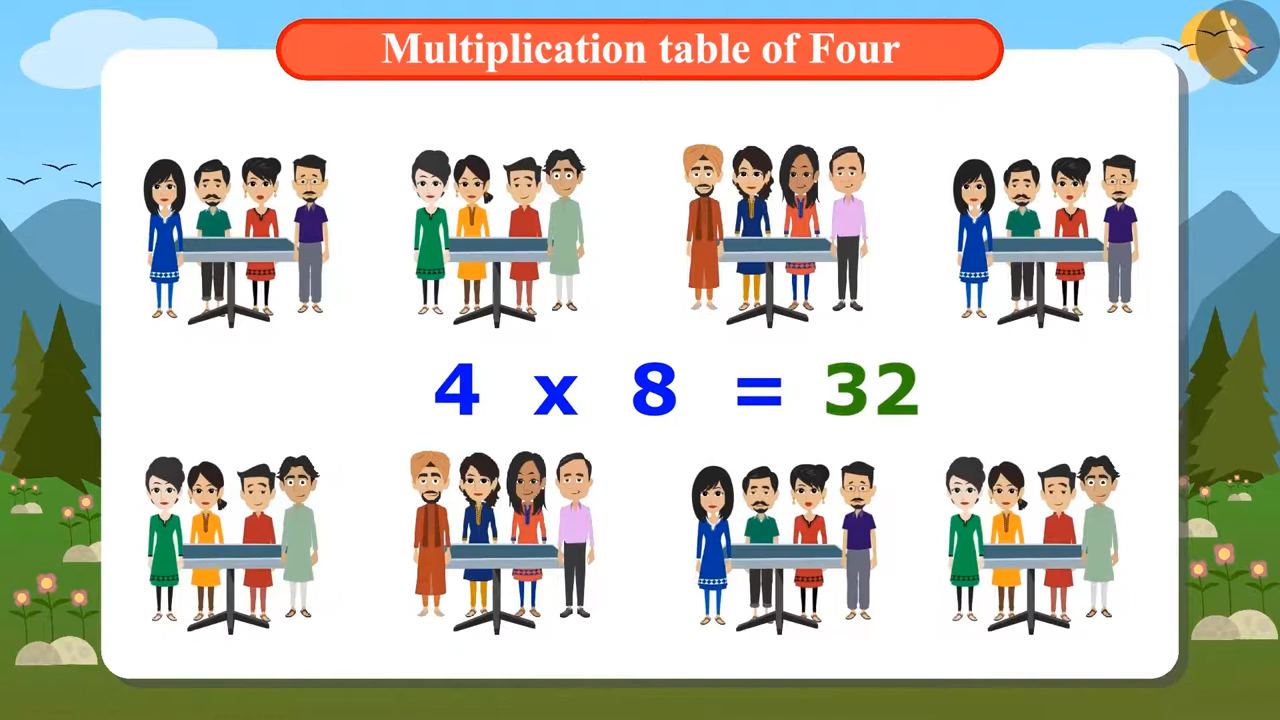 Multiplication table of Four
4 x 8 = 32